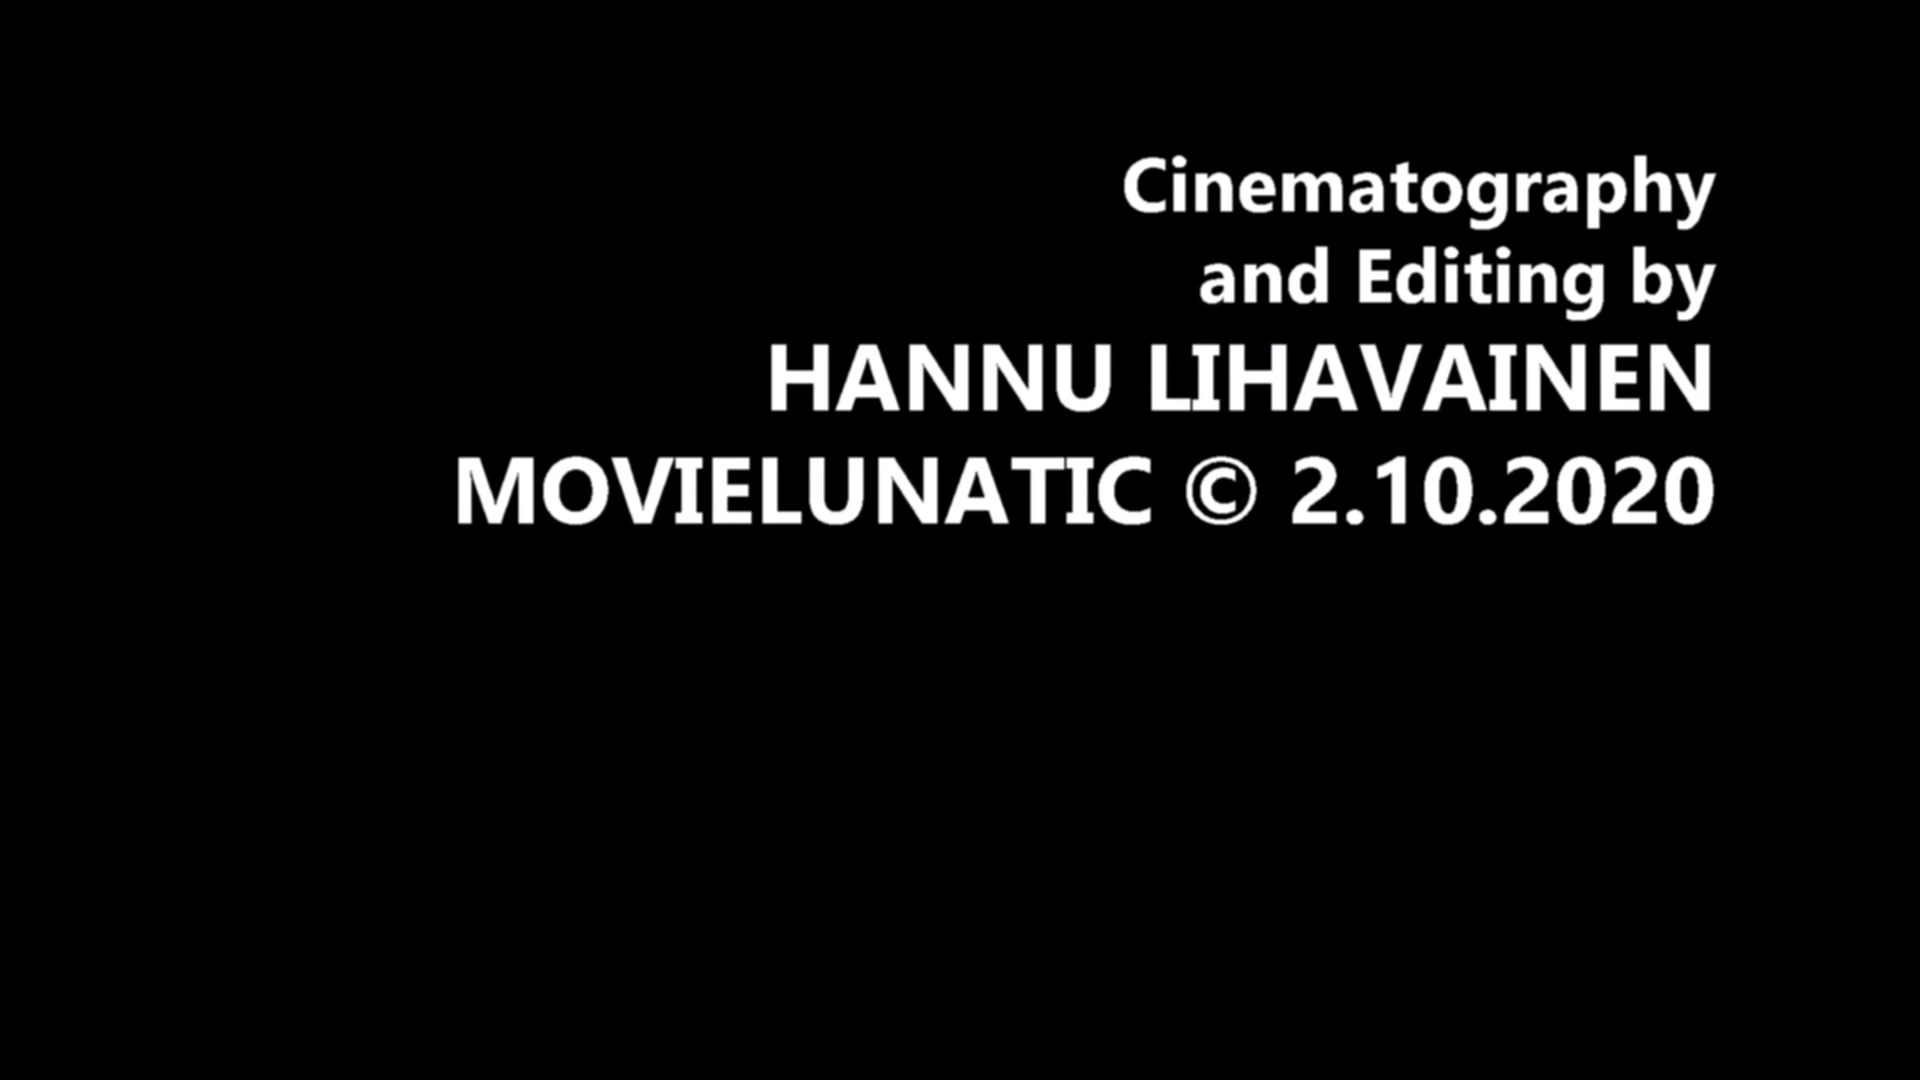 Cinematography
and Editing by
HANNU LIHAVAINEN
MOVIELUNATIC © 2.10.2020